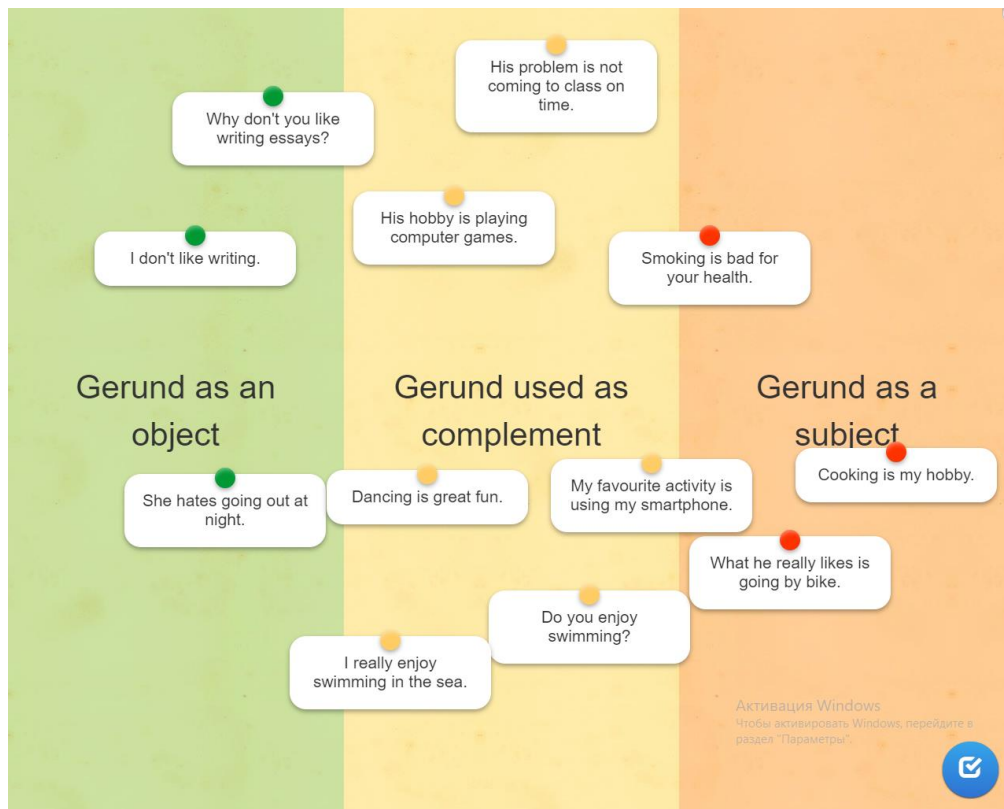 His problem is not
coming to class on
time.
Why don't you like
writing essays?
His hobby is playing
computer games.
I don't like writing.
Smoking is bad for
your health.
Gerund as an
object
Gerund used as
complement
Gerund as a
subject
Cooking is my hobby.
She hates going out at
night.
Dancing is great fun.
My favourite activity is
using my smartphone.
What he really likes is
going by bike.
Do you enjoy
swimming?
I really enjoy
swimming in the sea.
Активация Windows
Чтобы активировать Windows, перейдите в
раздел "Параметры".